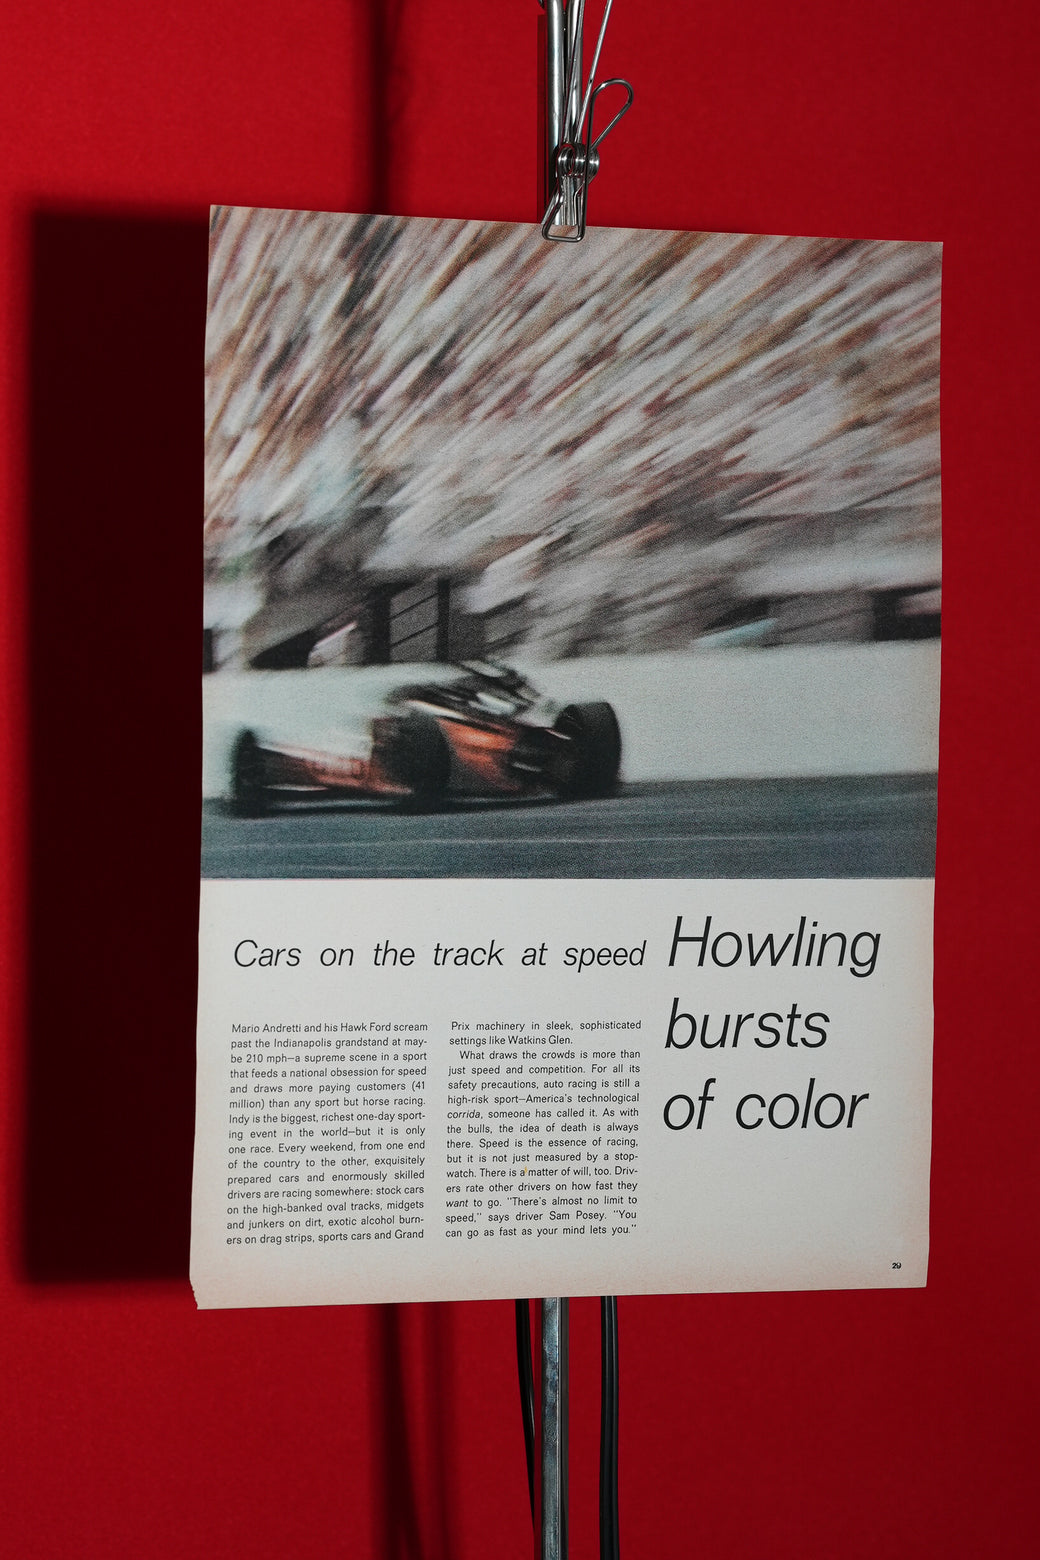 Cars on the track at speed
Howling
bursts
of color
Mario Andretti and his Hawk Ford scream
past the Indianapolis grandstand at may-
be 210 mph—a supreme scene in a sport
that feeds a national obsession for speed
and draws more paying customers (41
million) than any sport but horse racing.
Indy is the biggest, richest one-day sport-
ing event in the world—but it is only
one race. Every weekend, from one end
of the country to the other, exquisitely
prepared cars and enormously skilled
drivers are racing somewhere: stock cars
on the high-banked oval tracks, midgets
and junkers on dirt, exotic alcohol burn-
ers on drag strips, sports cars and Grand
Prix machinery in sleek, sophisticated
settings like Watkins Glen.
What draws the crowds is more than
just speed and competition. For all its
safety precautions, auto racing is still a
high-risk sport—America's technological
corrida, someone has called it. As with
the bulls, the idea of death is always
there. Speed is the essence of racing,
but it is not just measured by a stop-
watch. There is a matter of will, too. Driv-
ers rate other drivers on how fast they
want to go. "There's almost no limit to
speed," says driver Sam Posey. "You
can go as fast as your mind lets you."
29